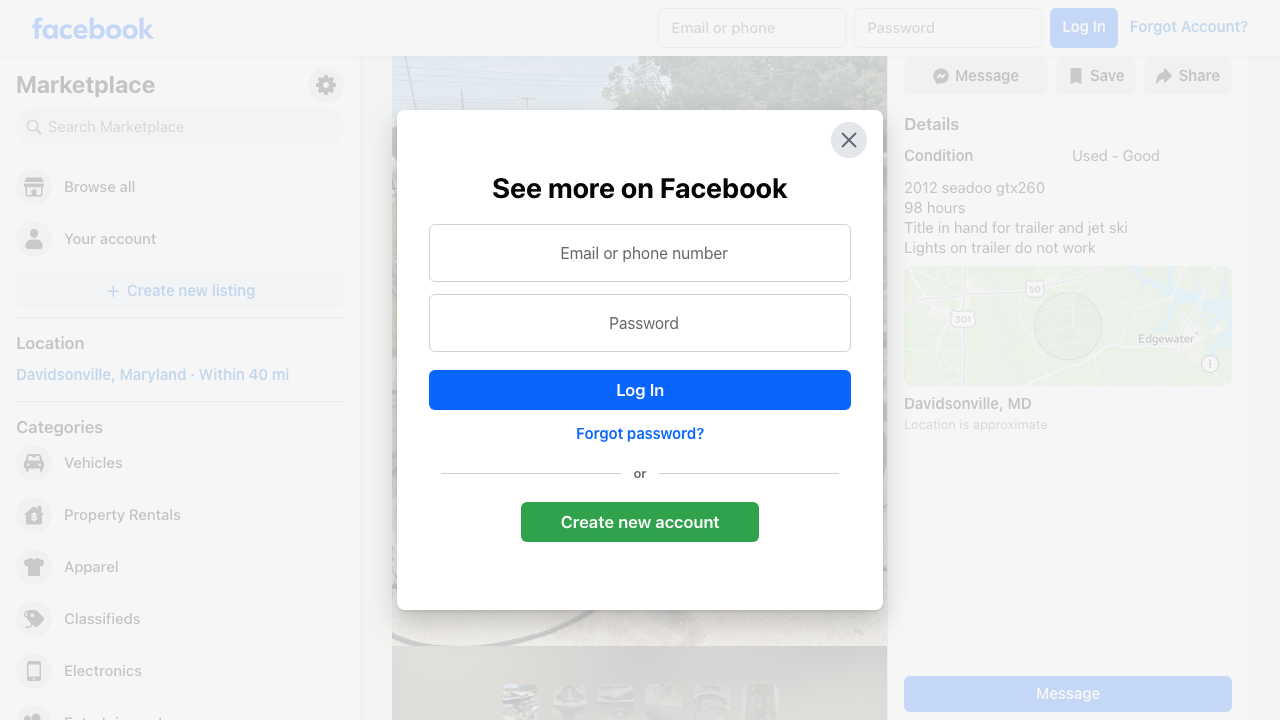 facebook
Email or phone
Password
Log In
Forgot Account?
Marketplace
Search Marketplace
Browse all
Your account
Create new listing
Location
Davidsonville, Maryland · Within 40 mi
Categories
Vehicles
Property Rentals
Apparel
Classifieds
Electronics
See more on Facebook
Email or phone number
Password
Log In
Forgot password?
or
Create new account
Message
Save
Share
Details
Condition
Used - Good
2012 seadoo gtx260
98 hours
Title in hand for trailer and jet ski
Lights on trailer do not work
50
301
Edgewater
Davidsonville, MD
Location is approximate
Message